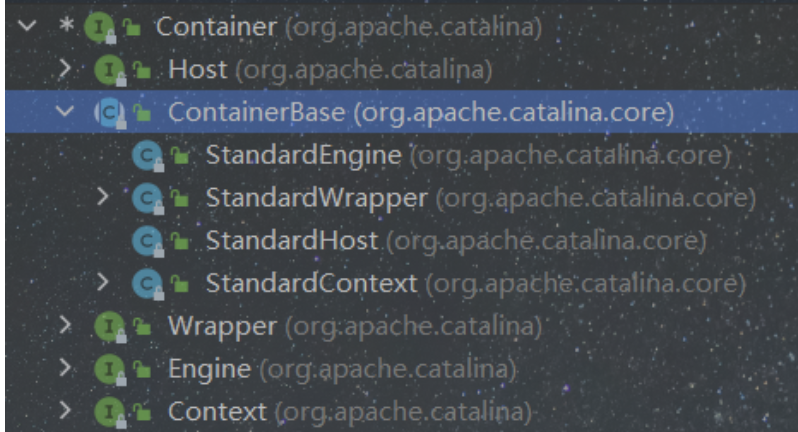 * I Container (org.apache.catalina)
I Host (org.apache.catalina)
C ContainerBase (org.apache.catalina.core)
C StandardEngine (org.apache.catalina.core)
C StandardWrapper (org.apache.catalina.core)
C StandardHost (org.apache.catalina.core)
C StandardContext (org.apache.catalina.core)
I Wrapper (org.apache.catalina)
I Engine (org.apache.catalina)
I Context (org.apache.catalina)